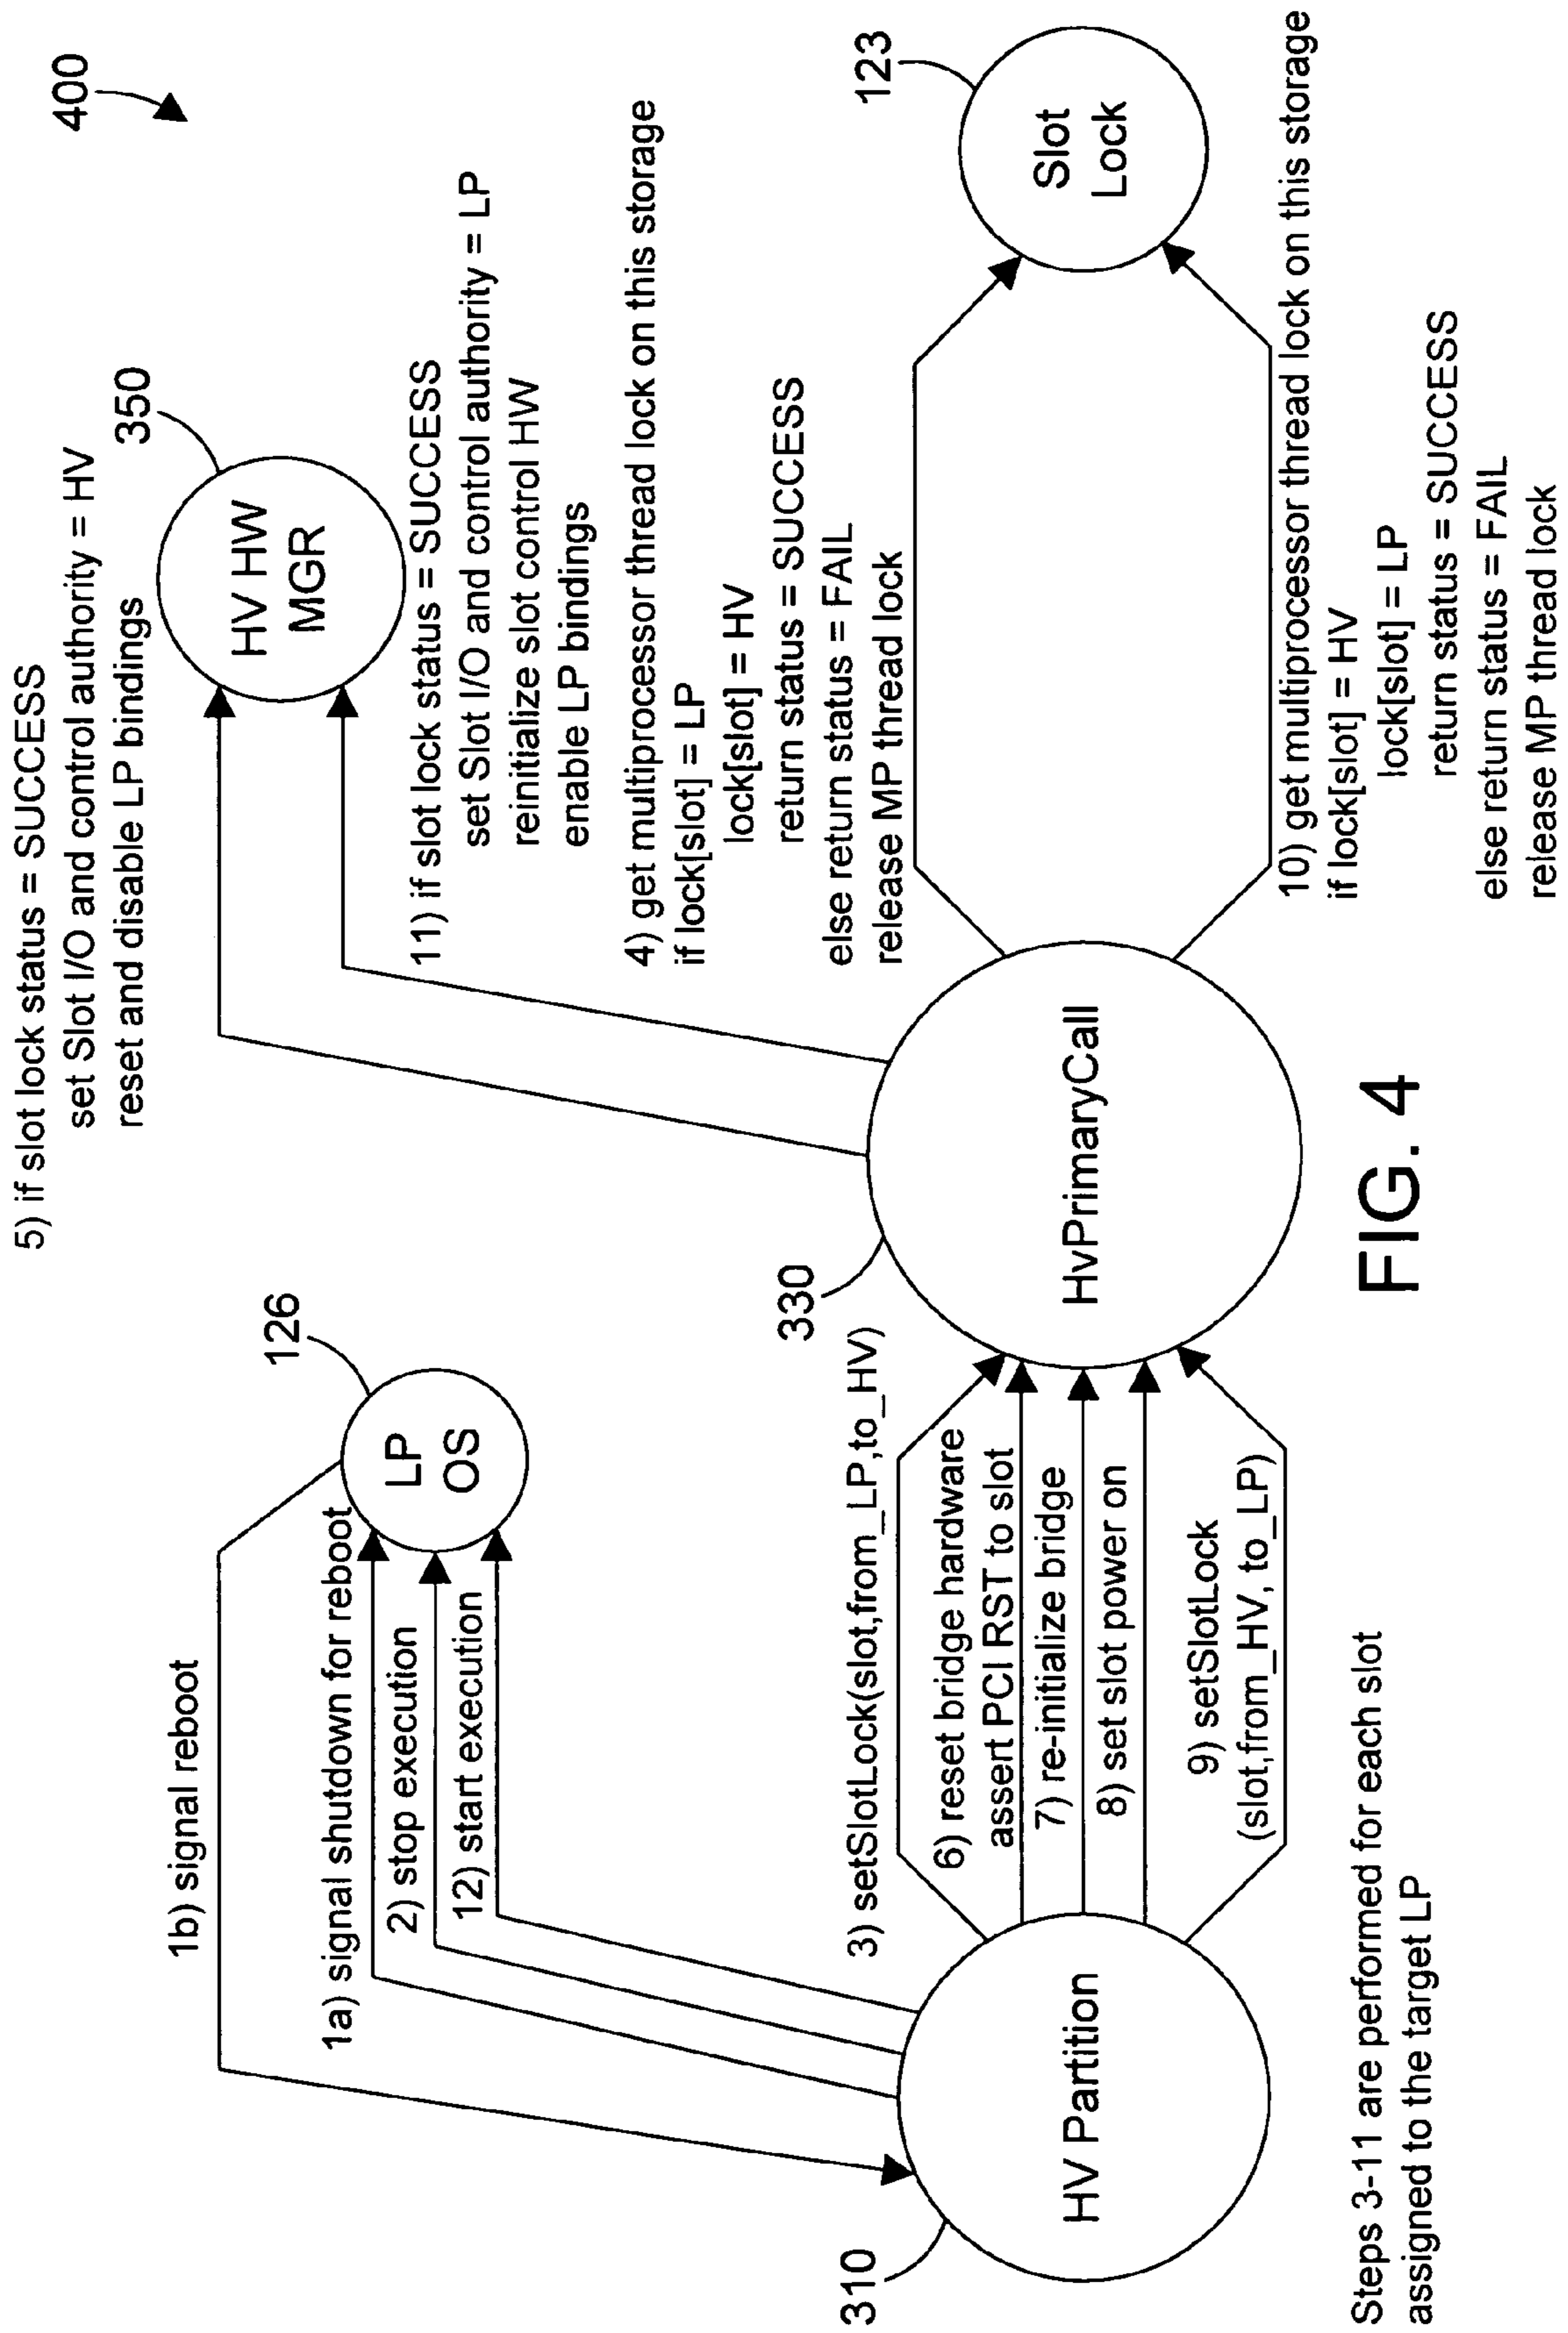 400
5) if slot lock status = SUCCESS
set Slot I/O and control authority = HV
reset and disable LP bindings
350
HV HW
MGR
11) if slot lock status = SUCCESS
set Slot I/O and control authority = LP
reinitialize slot control HW
enable LP bindings
126
LP
OS
1b) signal reboot
1a) signal shutdown for reboot
2) stop execution
12) start execution
4) get multiprocessor thread lock on this storage
if lock[slot] = LP
lock[slot] = HV
return status = SUCCESS
else return status = FAIL
release MP thread lock
123
Slot
Lock
330
HvPrimaryCall
3) setSlotLock(slot,from_LP,to_HV)
6) reset bridge hardware
assert PCI RST to slot
7) re-initialize bridge
8) set slot power on
9) setSlotLock
(slot,from_HV, to_LP)
310
HV Partition
10) get multiprocessor thread lock on this storage
if lock[slot] = HV
lock[slot] = LP
return status = SUCCESS
else return status = FAIL
release MP thread lock
Steps 3-11 are performed for each slot
assigned to the target LP
FIG. 4